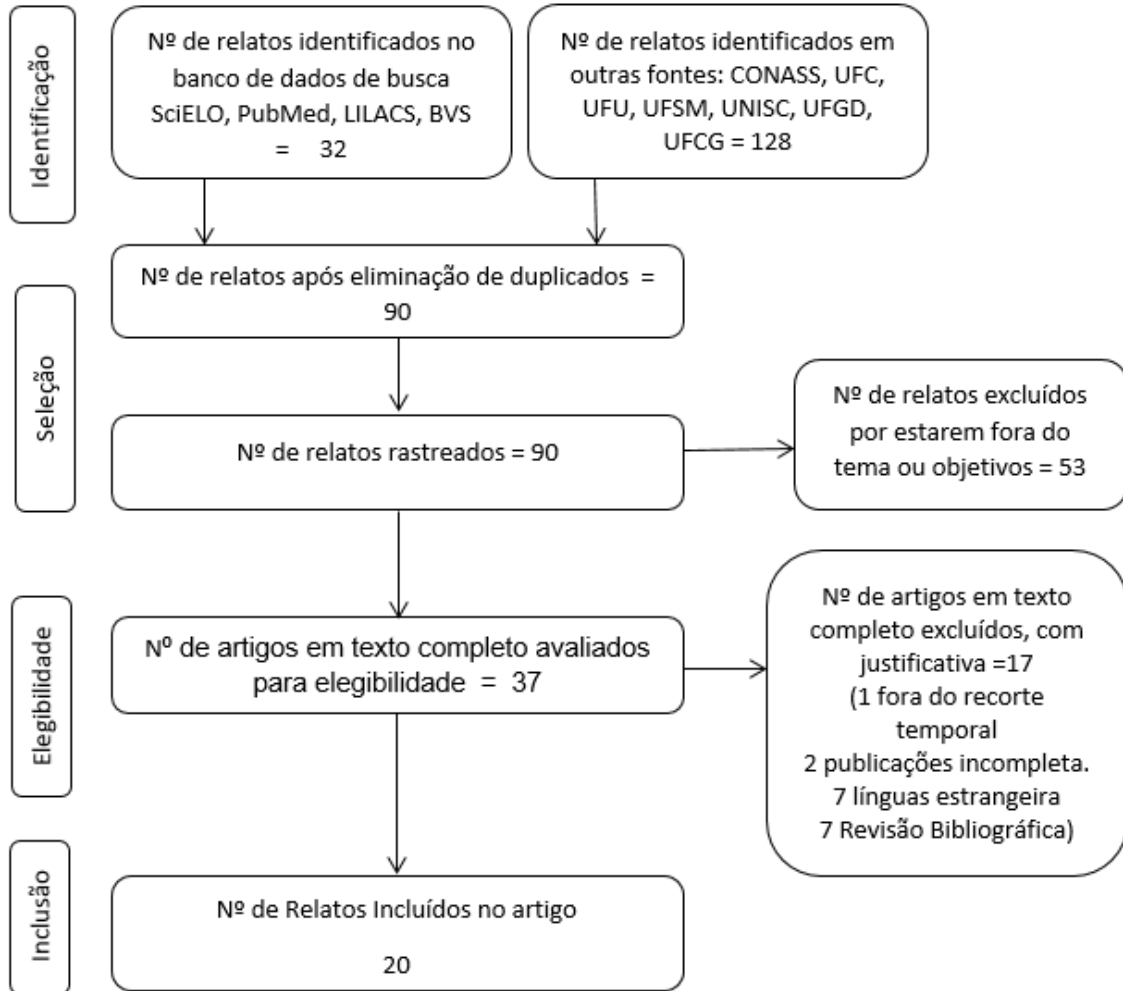 Identificação
Nº de relatos identificados no
banco de dados de busca
SciELO, PubMed, LILACS, BVS
= 32
Nº de relatos identificados em
outras fontes: CONASS, UFC,
UFU, UFSM, UNISC, UFGD,
UFCG = 128
Seleção
Nº de relatos após eliminação de duplicados =
90
Nº de relatos rastreados = 90
Nº de relatos excluídos
por estarem fora do
tema ou objetivos = 53
Elegibilidade
Nº de artigos em texto completo avaliados
para elegibilidade = 37
Nº de artigos em texto
completo excluídos, com
justificativa =17
(1 fora do recorte
temporal
2 publicações incompleta.
7 línguas estrangeira
7 Revisão Bibliográfica)
Inclusão
Nº de Relatos Incluídos no artigo
20